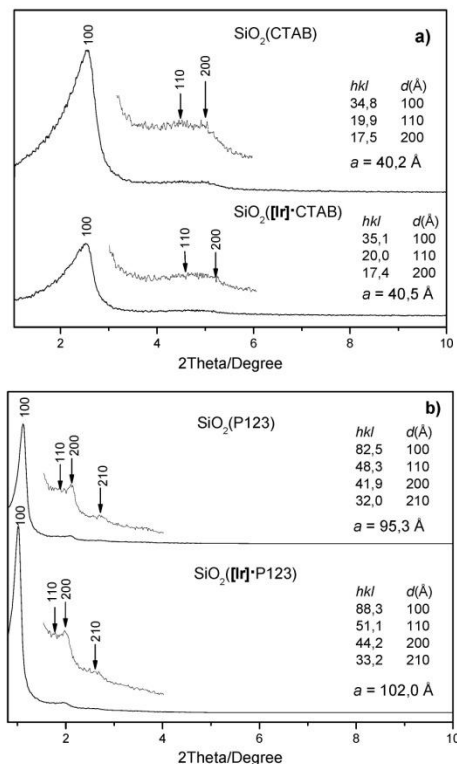 a)
SiO₂(CTAB)
100
110
200
hkl d(Å)
34,8 100
19,9 110
17,5 200
a = 40,2 Å
SiO₂([Ir]·CTAB)
100
110
200
hkl d(Å)
35,1 100
20,0 110
17,4 200
a = 40,5 Å
2 4 6 8 10
2Theta/Degree
b)
SiO₂(P123)
100
110
200
210
hkl d(Å)
82,5 100
48,3 110
41,9 200
32,0 210
a = 95,3 Å
SiO₂([Ir]·P123)
100
110
200
210
hkl d(Å)
88,3 100
51,1 110
44,2 200
33,2 210
a = 102,0 Å
2 4 6 8 10
2Theta/Degree